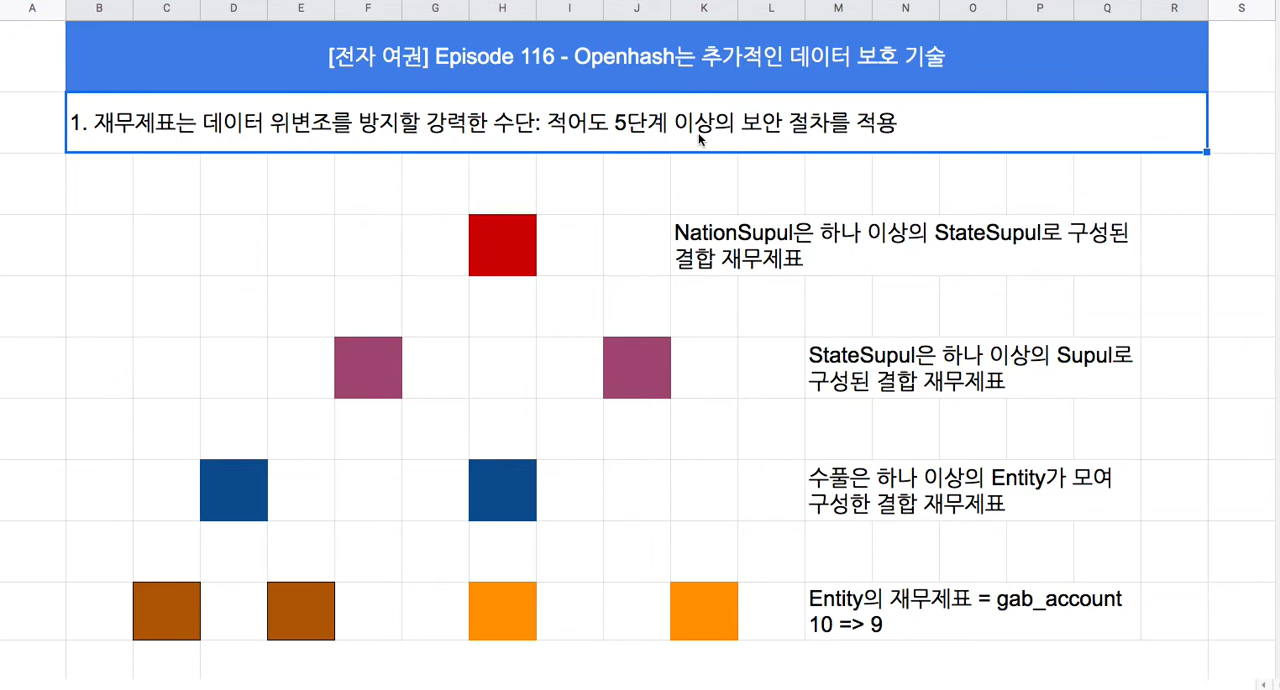 A B C D E F G H I J K L M N O P Q R S
[전자 여권] Episode 116 - Openhash는 추가적인 데이터 보호 기술
1. 재무제표는 데이터 위변조를 방지할 강력한 수단: 적어도 5단계 이상의 보안 절차를 적용
NationSupul은 하나 이상의 StateSupul로 구성된
결합 재무제표
StateSupul은 하나 이상의 Supul로
구성된 결합 재무제표
수풀은 하나 이상의 Entity가 모여
구성한 결합 재무제표
Entity의 재무제표 = gab_account
10 => 9